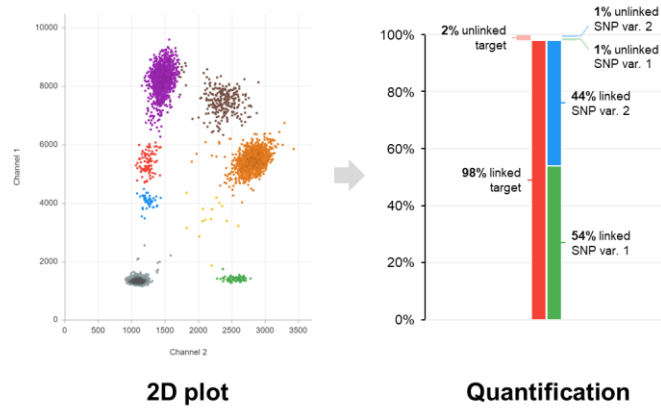 10000
8000
6000
4000
2000
0
Channel 1
0 500 1000 1500 2000 2500 3000 3500
Channel 2
2D plot
100%
80%
60%
40%
20%
0%
2% unlinked
target
98% linked
target
1% unlinked
SNP var. 2
1% unlinked
SNP var. 1
44% linked
SNP var. 2
54% linked
SNP var. 1
Quantification